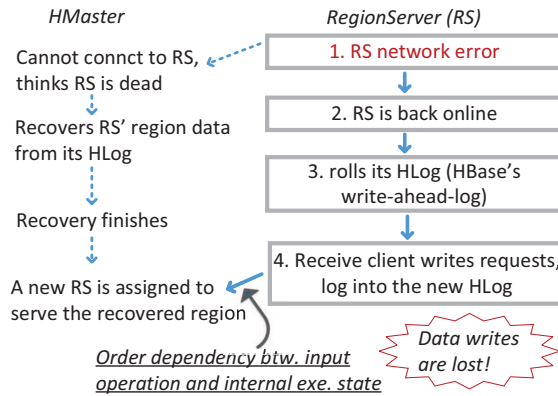 HMaster
Cannot connct to RS,
thinks RS is dead
Recovers RS' region data
from its HLog
Recovery finishes
A new RS is assigned to
serve the recovered region
RegionServer (RS)
1. RS network error
2. RS is back online
3. rolls its HLog (HBase's
write-ahead-log)
4. Receive client writes requests,
log into the new HLog
Order dependency btw. input
operation and internal exe. state
Data writes
are lost!